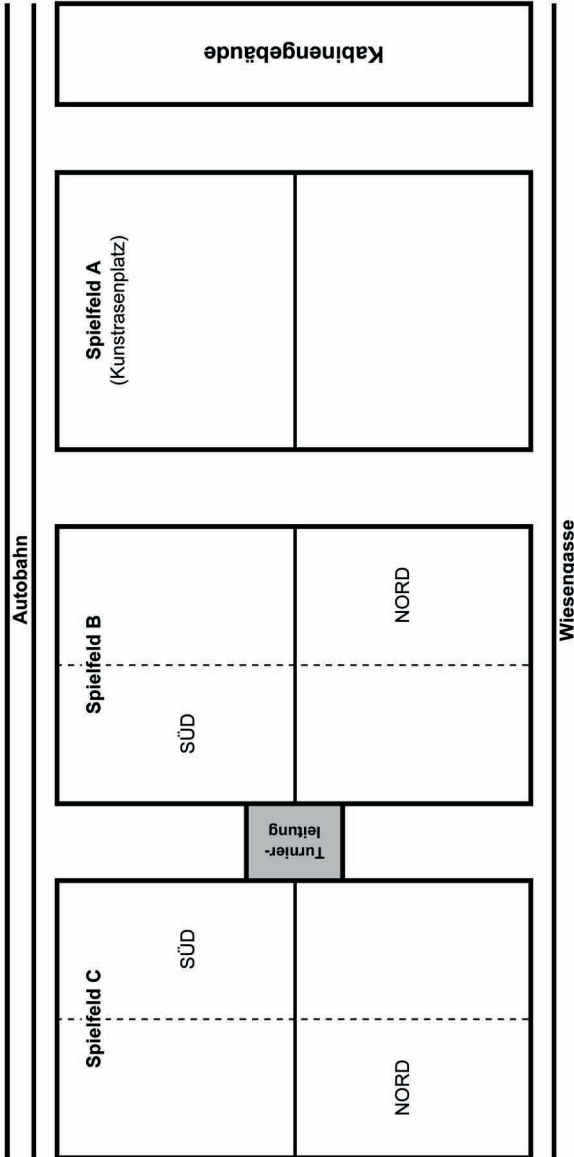 Kabinengebäude
Autobahn
Spielfeld A
(Kunstrasenplatz)
Spielfeld B
SÜD
NORD
Wiesengasse
Turnier-
leitung
Spielfeld C
SÜD
NORD